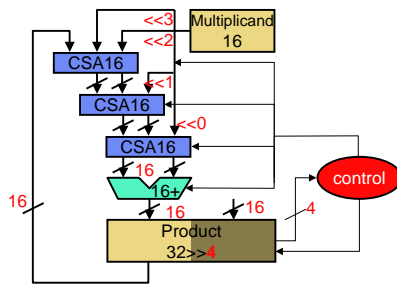 <<3
Multiplicand
16
<<2
CSA16
<<1
CSA16
<<0
CSA16
16
16+
control
16
16
16
4
Product
32>>4